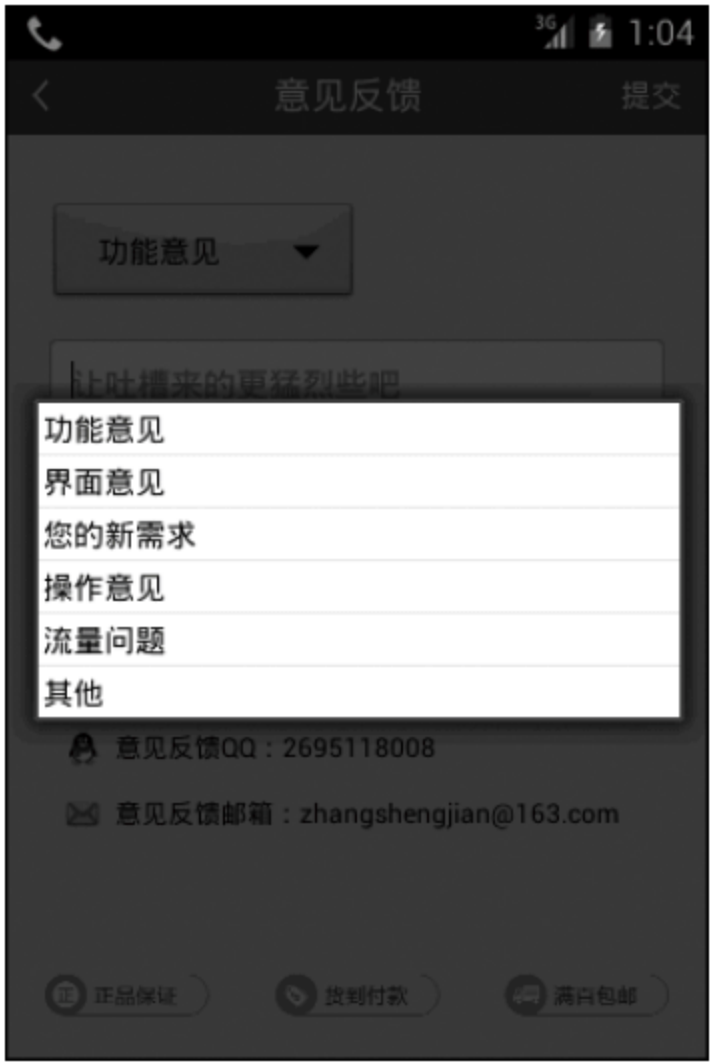 3G 1:04
意见反馈 提交
功能意见
让吐槽来的更猛烈些吧
功能意见
界面意见
您的新需求
操作意见
流量问题
其他
意见反馈QQ：2695118008
意见反馈邮箱：zhangshengjian@163.com
正 正品保证 货到付款 满百包邮